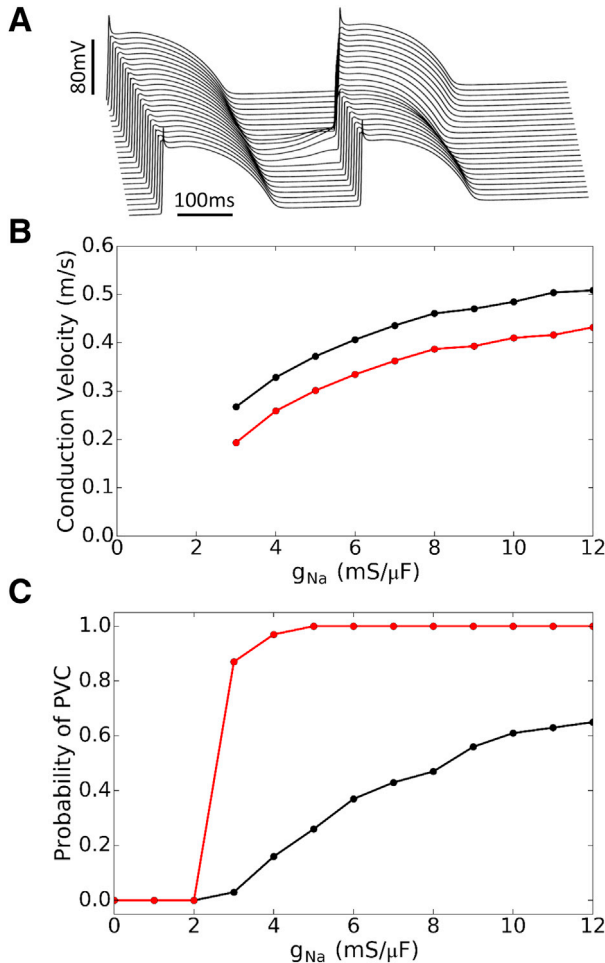 A
80mV
100ms
B
Conduction Velocity (m/s)
0.6
0.5
0.4
0.3
0.2
0.1
0.0
0 2 4 6 8 10 12
gNa (mS/μF)
C
Probability of PVC
1.0
0.8
0.6
0.4
0.2
0.0
0 2 4 6 8 10 12
gNa (mS/μF)